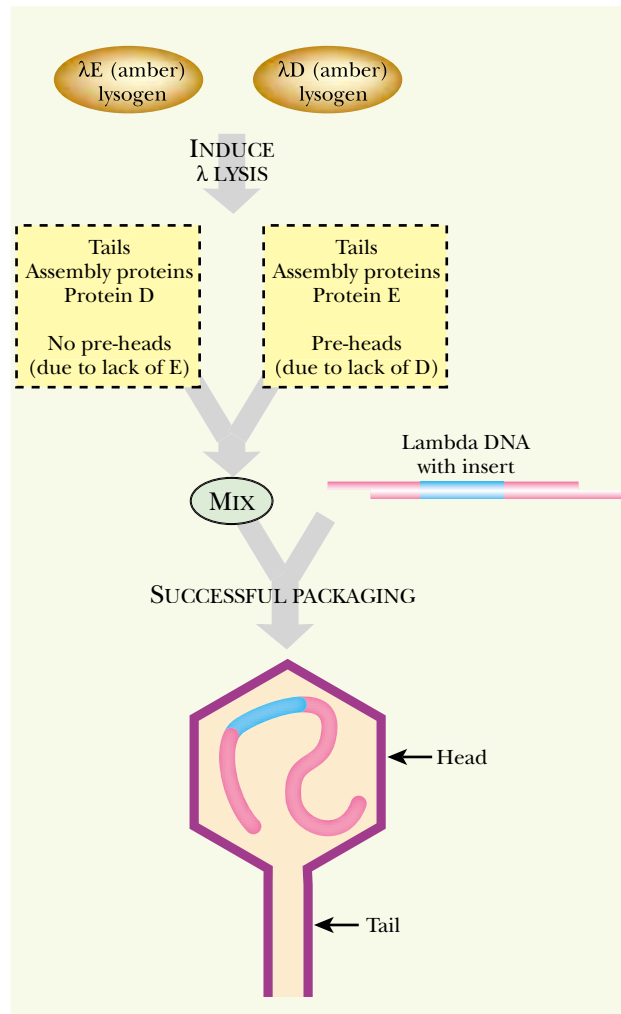 λE (amber)
lysogen
λD (amber)
lysogen
INDUCE
λ LYSIS
Tails
Assembly proteins
Protein D
No pre-heads
(due to lack of E)
Tails
Assembly proteins
Protein E
Pre-heads
(due to lack of D)
Lambda DNA
with insert
MIX
SUCCESSFUL PACKAGING
Head
Tail